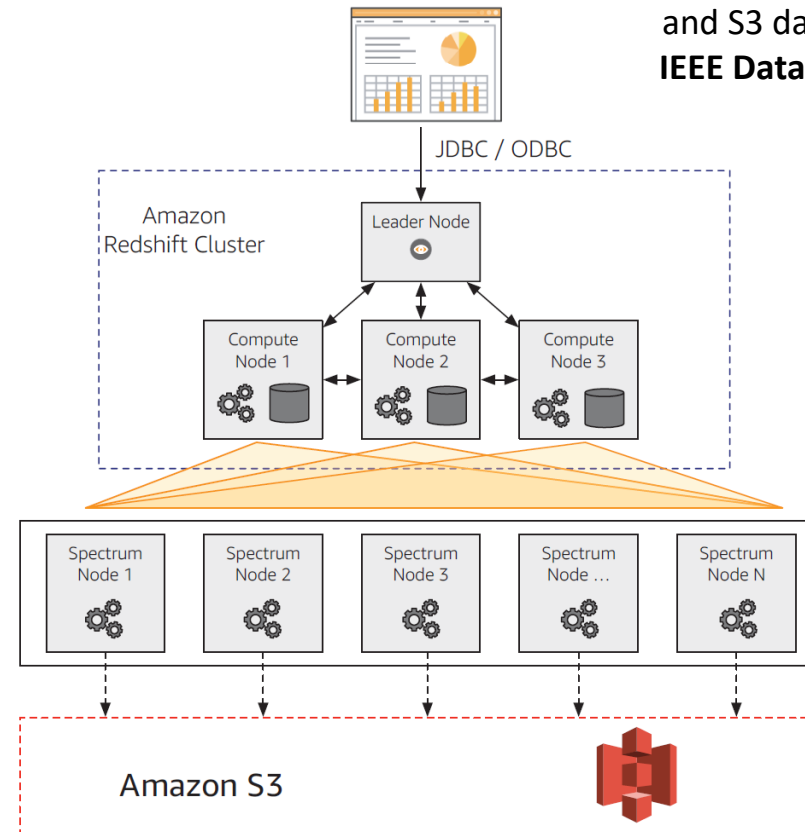 and S3 da
IEEE Data
JDBC / ODBC
Amazon
Redshift Cluster
Leader Node
Compute
Node 1
Compute
Node 2
Compute
Node 3
Spectrum
Node 1
Spectrum
Node 2
Spectrum
Node 3
Spectrum
Node ...
Spectrum
Node N
Amazon S3